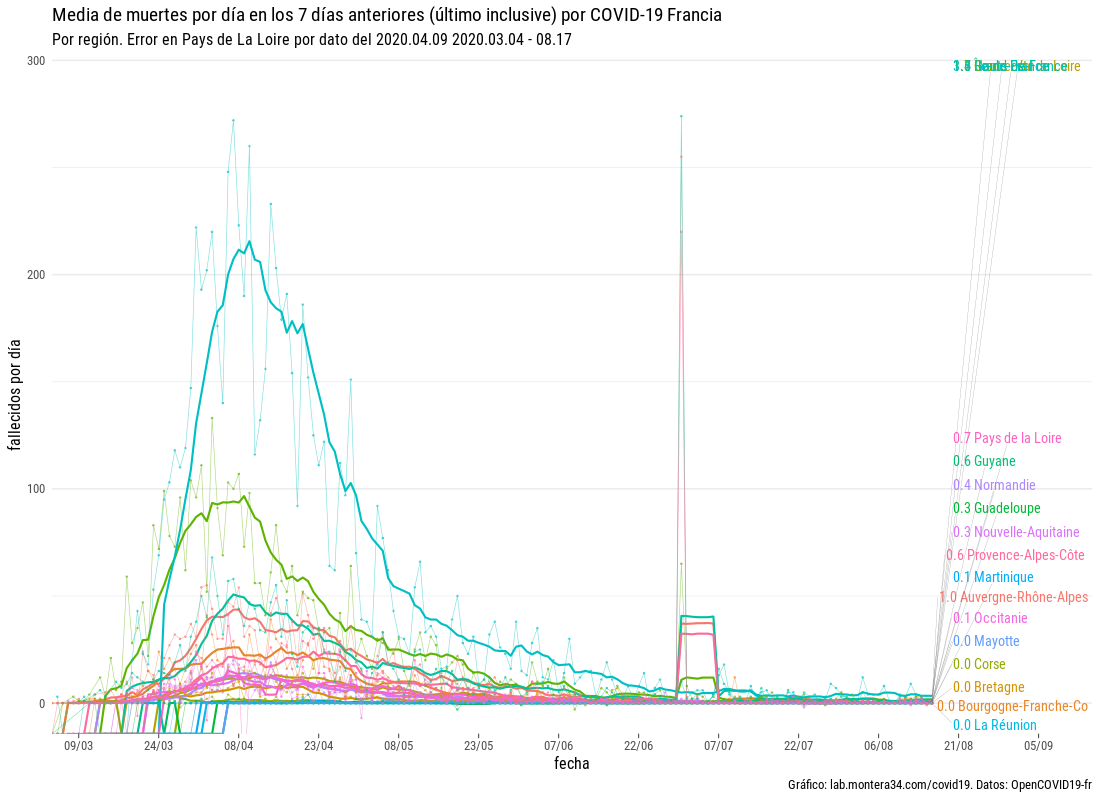 Media de muertes por día en los 7 días anteriores (último inclusive) por COVID-19 Francia
Por región. Error en Pays de La Loire por dato del 2020.04.09 2020.03.04 - 08.17
fallecidos por día
300
200
100
0
0.7 Pays de la Loire
0.6 Guyane
0.4 Normandie
0.3 Guadeloupe
0.3 Nouvelle-Aquitaine
0.6 Provence-Alpes-Côte
0.1 Martinique
1.0 Auvergne-Rhône-Alpes
0.1 Occitanie
0.0 Mayotte
0.0 Corse
0.0 Bretagne
0.0 Bourgogne-Franche-Co
0.0 La Réunion
09/03 24/03 08/04 23/04 08/05 23/05 07/06 22/06 07/07 22/07 06/08 21/08 05/09
fecha
Gráfico: lab.montera34.com/covid19. Datos: OpenCOVID19-fr